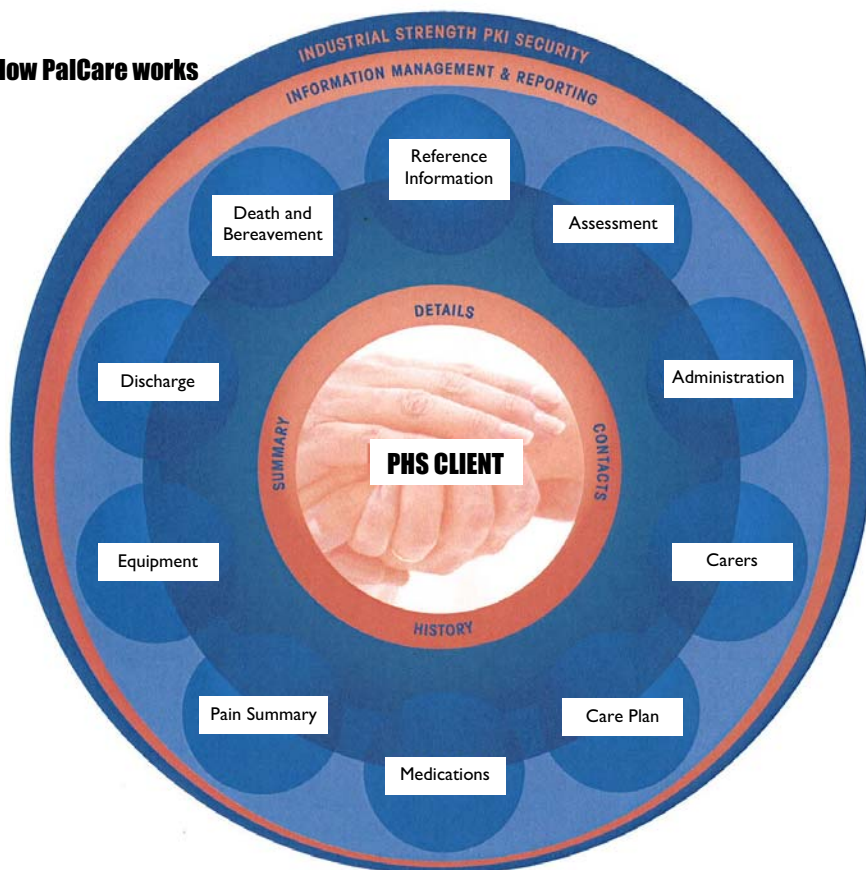 How PalCare works
INDUSTRIAL STRENGTH PKI SECURITY
INFORMATION MANAGEMENT & REPORTING
Reference
Information
Death and
Bereavement
Assessment
DETAILS
Discharge
Administration
SUMMARY
PHS CLIENT
CONTACTS
Equipment
Carers
HISTORY
Pain Summary
Care Plan
Medications